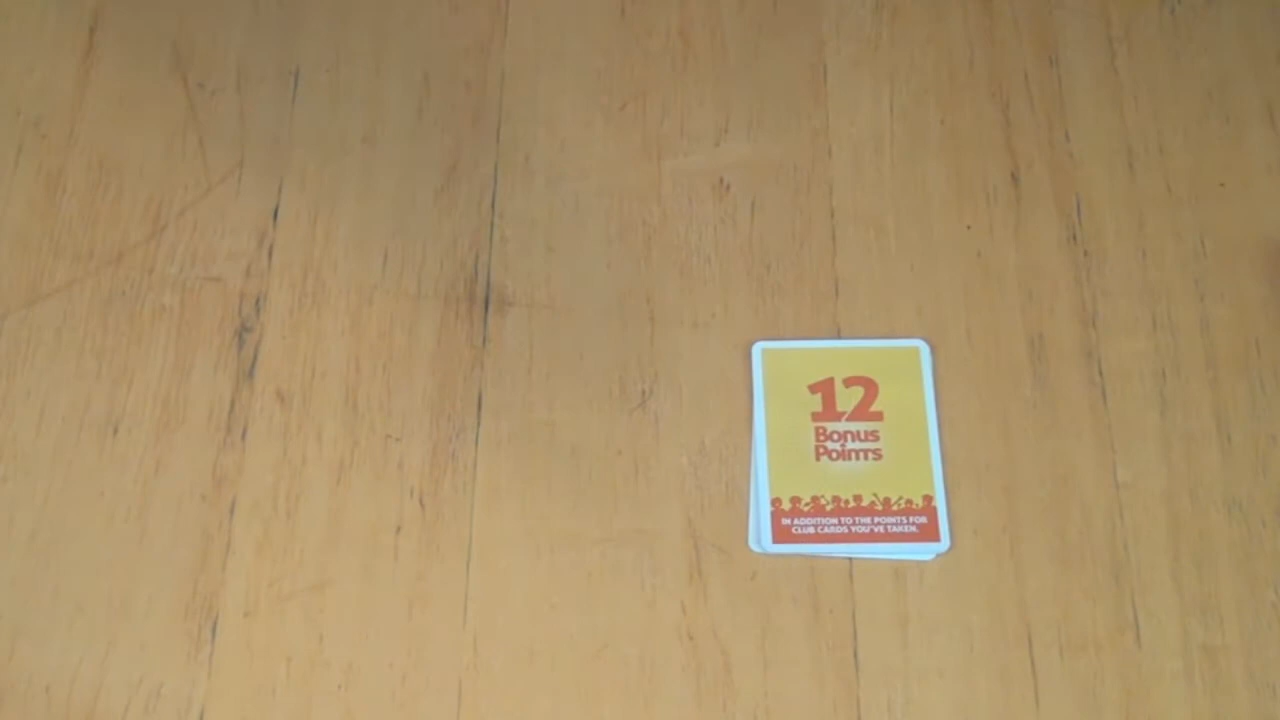 12
Bonus
Points
IN ADDITION TO THE POINTS FOR
CLUB CARDS YOU'VE TAKEN.